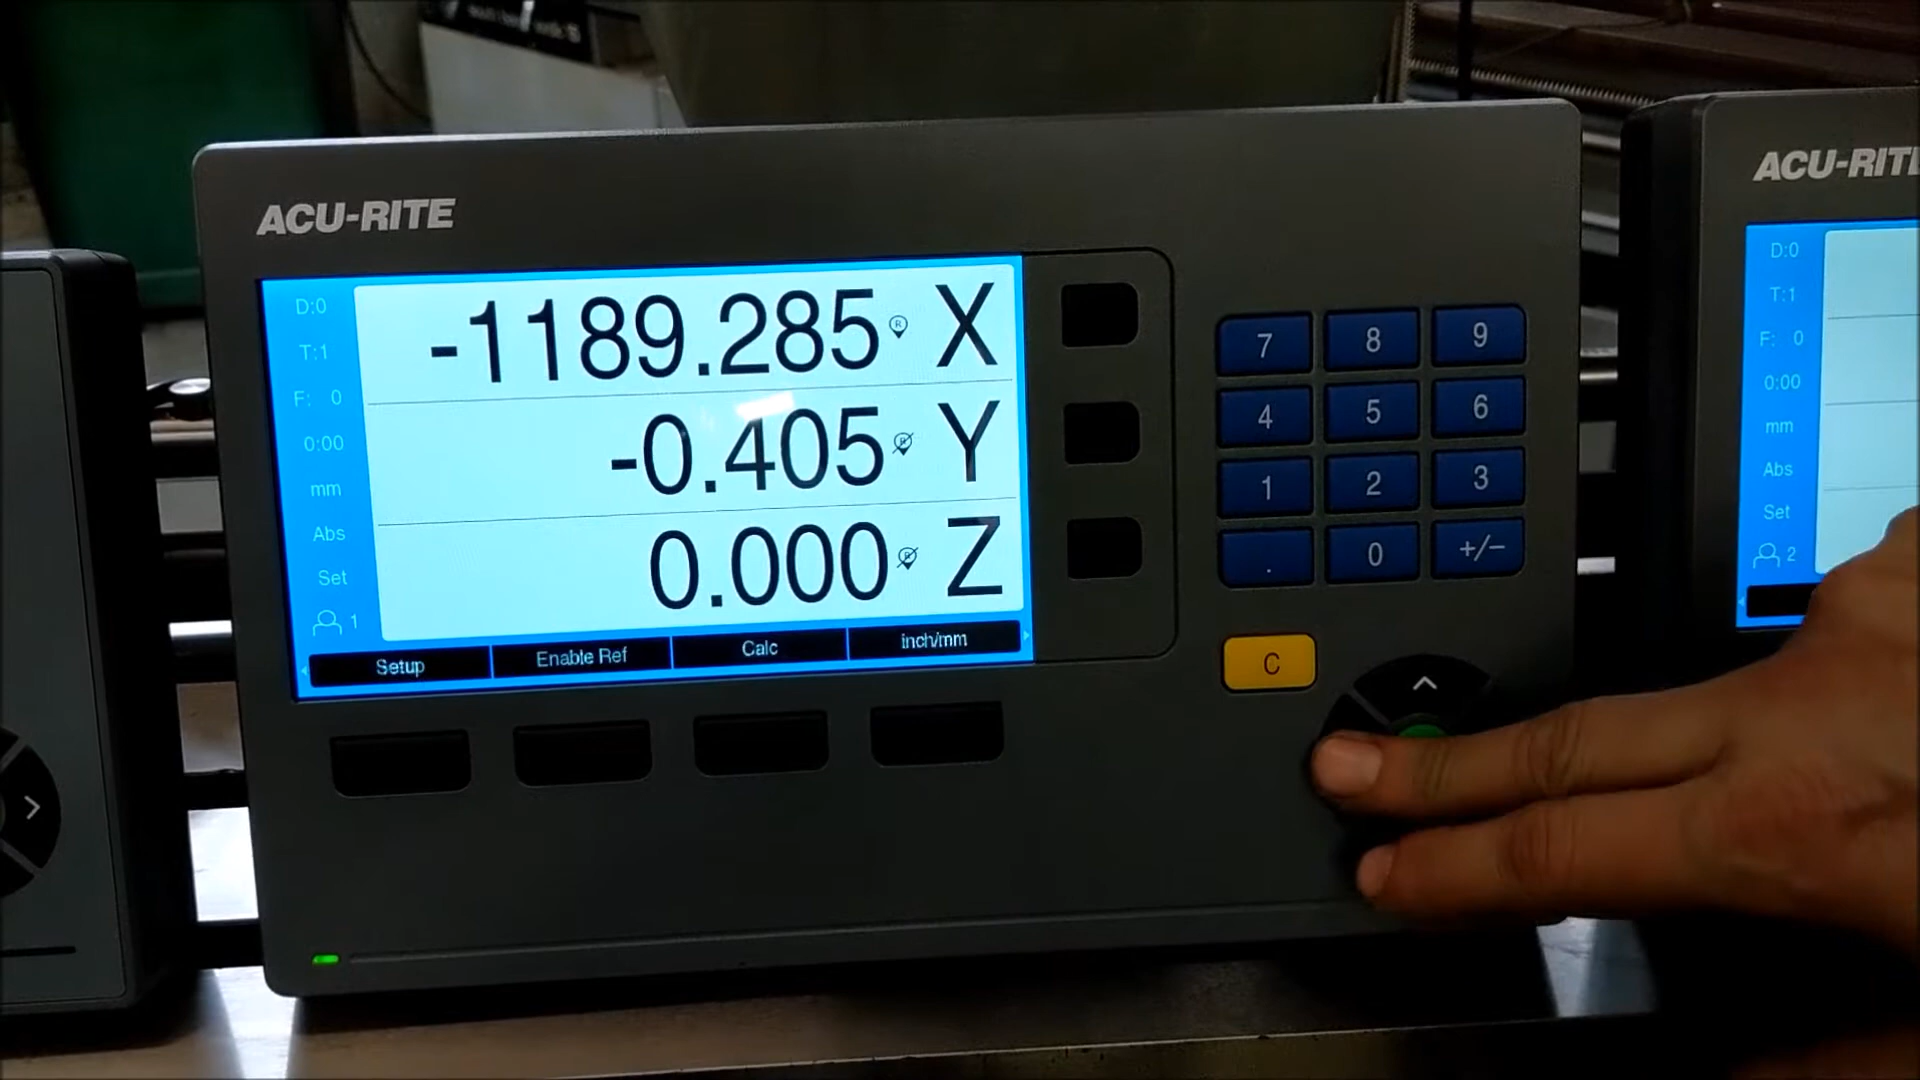 ACU-RITE
D:0
T:1
F: 0
0:00
mm
Abs
Set
1
-1189.285 X
-0.405 Y
0.000 Z
Setup
Enable Ref
Calc
inch/mm
7 8 9
4 5 6
1 2 3
. 0 +/-
C
ACU-RITE
D:0
T:1
F: 0
0:00
mm
Abs
Set
2